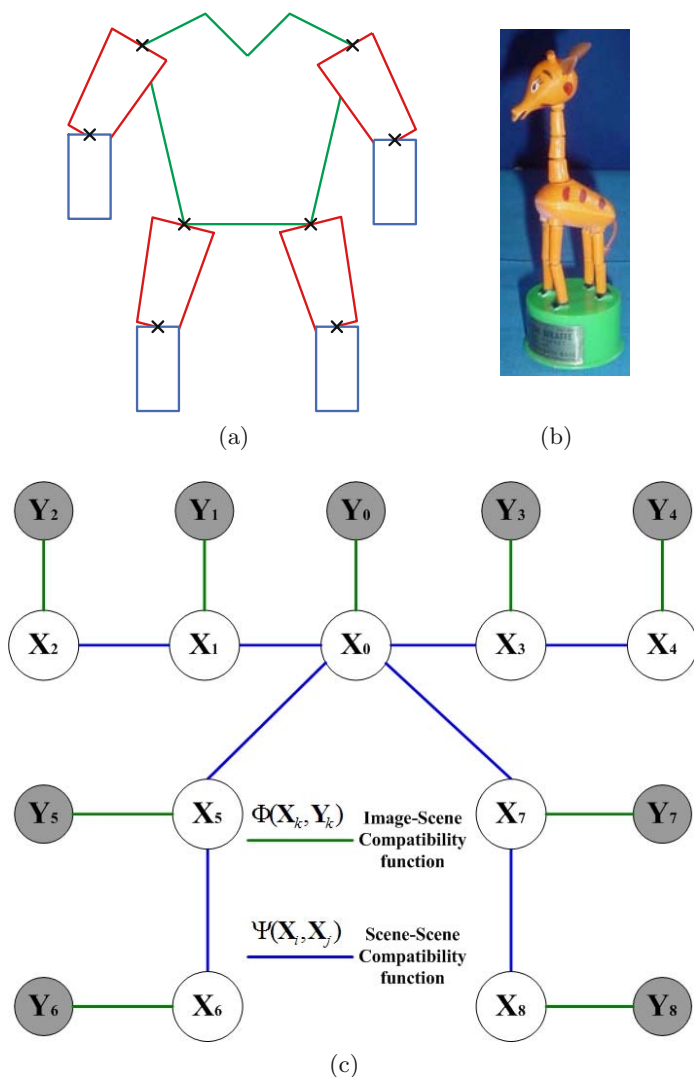 (a)
(b)
Y₂ Y₁ Y₀ Y₃ Y₄
X₂ X₁ X₀ X₃ X₄
Y₅ X₅ Φ(Xₖ,Yₖ) Image-Scene X₇ Y₇
Compatibility
function
Ψ(Xᵢ,Xⱼ) Scene-Scene
Compatibility
function
Y₆ X₆ X₈ Y₈
(c)